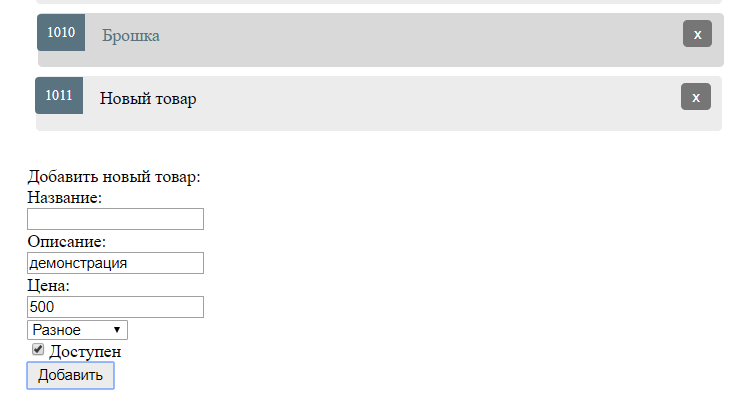 1010 Брошка x
1011 Новый товар x
Добавить новый товар:
Название:
Описание:
демонстрация
Цена:
500
Разное
Доступен
Добавить